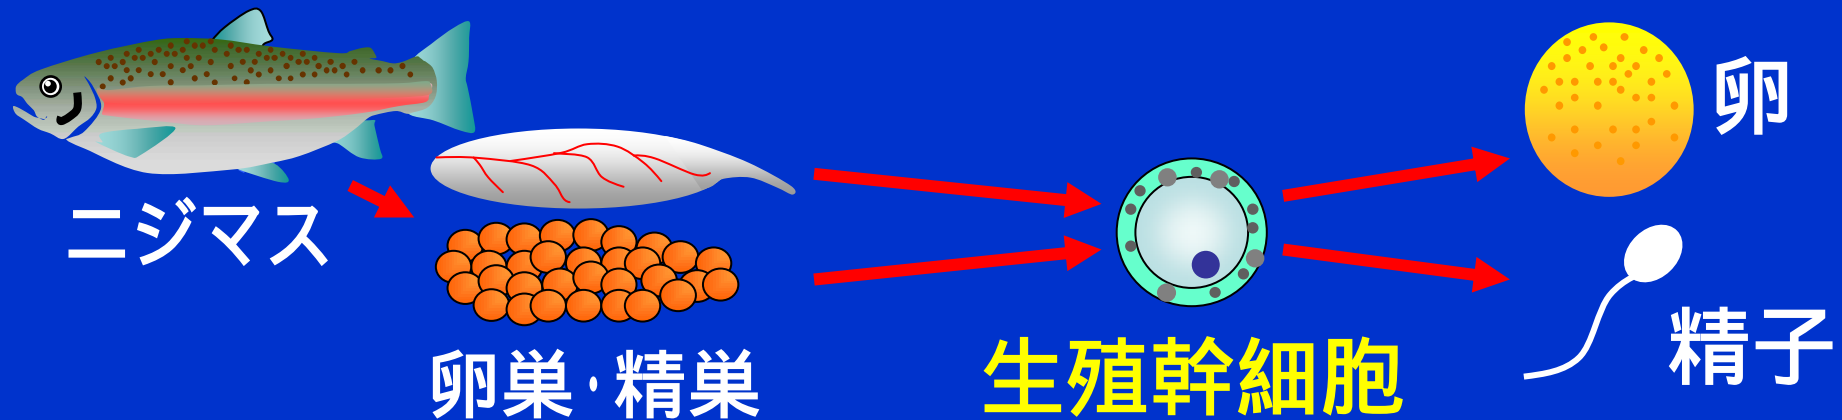 ニジマス
卵巣・精巣
生殖幹細胞
卵
精子